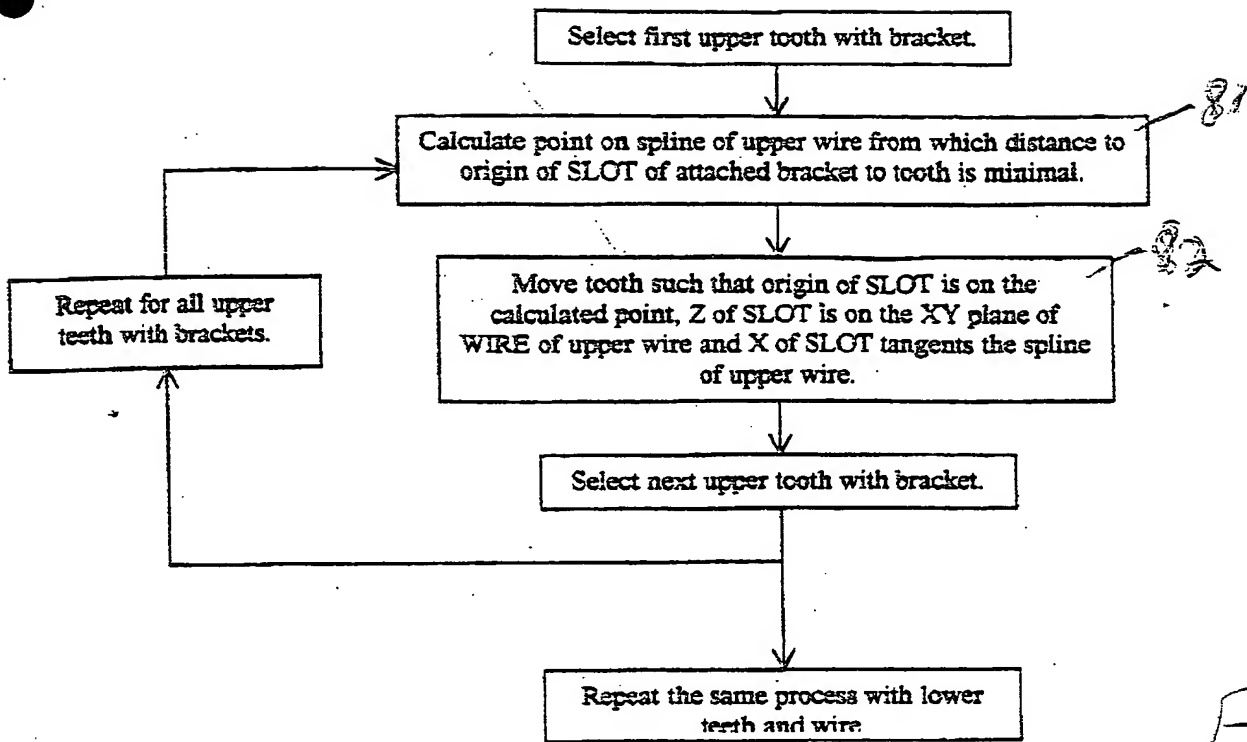 Select first upper tooth with bracket.
81
Calculate point on spline of upper wire from which distance to
origin of SLOT of attached bracket to tooth is minimal.
82
Move tooth such that origin of SLOT is on the
calculated point, Z of SLOT is on the XY plane of
WIRE of upper wire and X of SLOT tangents the spline
of upper wire.
Repeat for all upper
teeth with brackets.
Select next upper tooth with bracket.
Repeat the same process with lower
teeth and wire